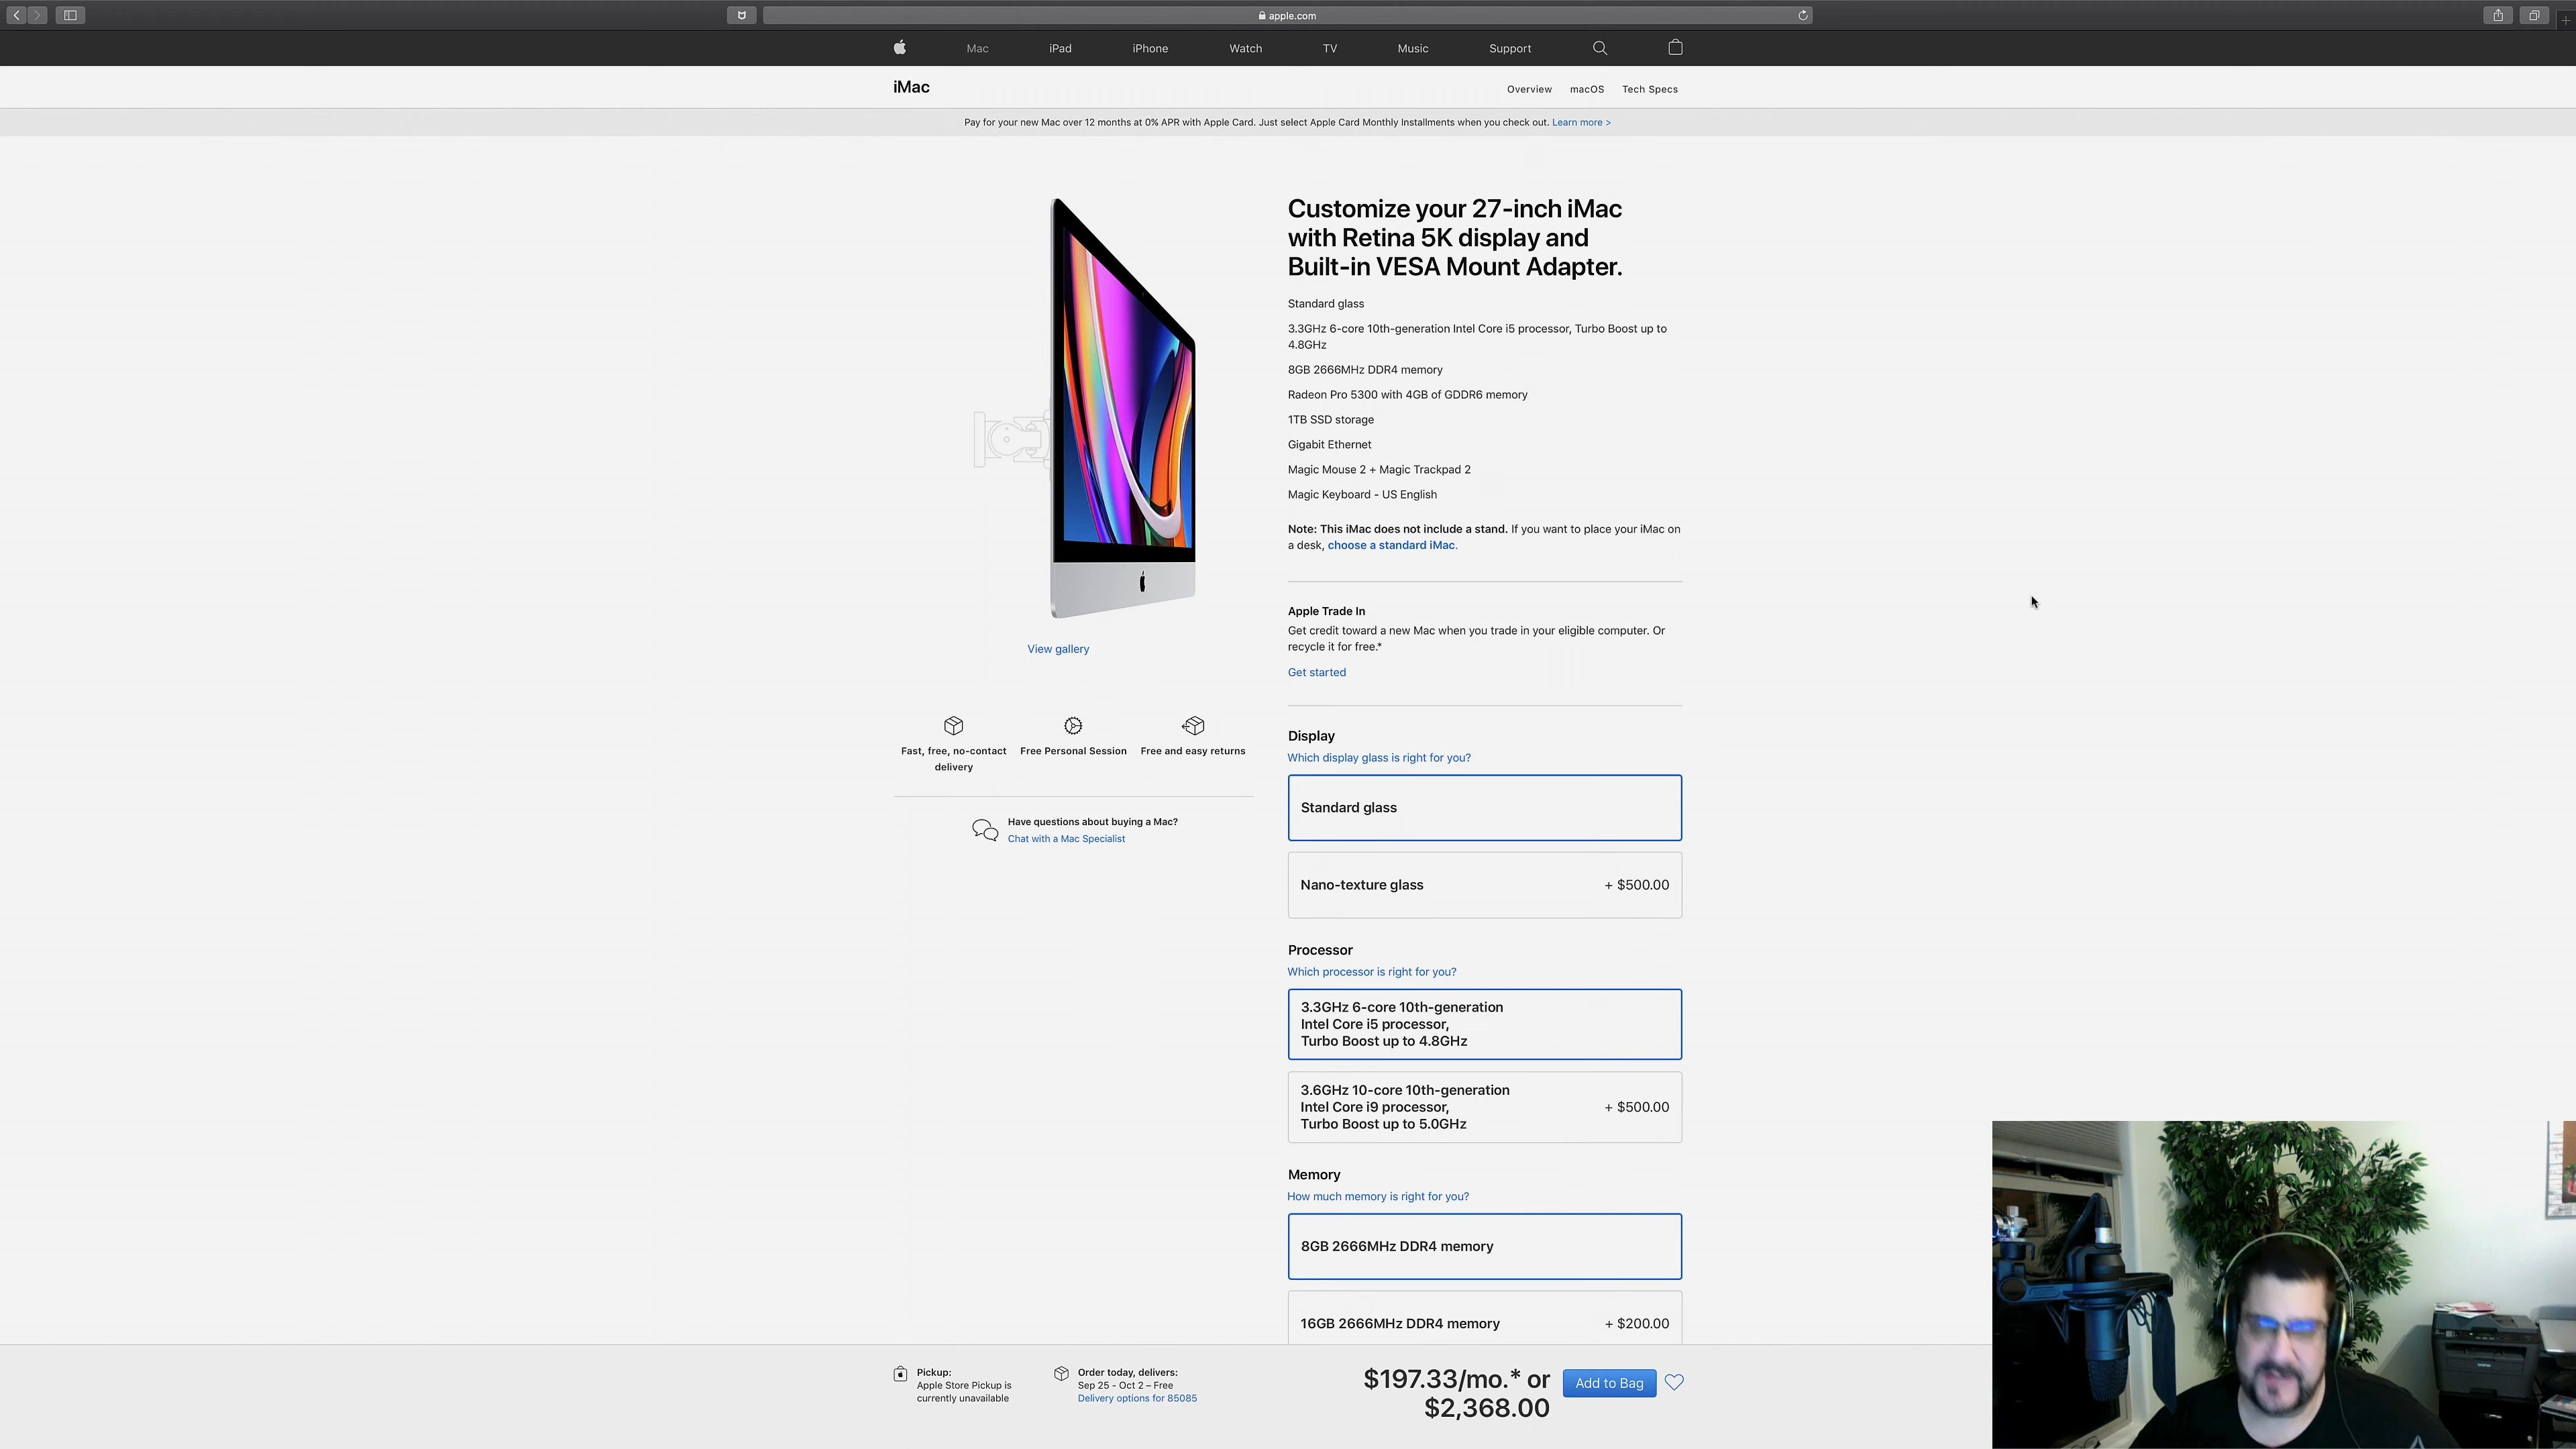 apple.com
Mac
iPad
iPhone
Watch
TV
Music
Support
iMac
Overview
macOS
Tech Specs
Pay for your new Mac over 12 months at 0% APR with Apple Card. Just select Apple Card Monthly Installments when you check out. Learn more >
View gallery
Fast, free, no-contact
delivery
Free Personal Session
Free and easy returns
Have questions about buying a Mac?
Chat with a Mac Specialist
Customize your 27-inch iMac
with Retina 5K display and
Built-in VESA Mount Adapter.
Standard glass
3.3GHz 6-core 10th-generation Intel Core i5 processor, Turbo Boost up to
4.8GHz
8GB 2666MHz DDR4 memory
Radeon Pro 5300 with 4GB of GDDR6 memory
1TB SSD storage
Gigabit Ethernet
Magic Mouse 2 + Magic Trackpad 2
Magic Keyboard - US English
Note: This iMac does not include a stand. If you want to place your iMac on
a desk, choose a standard iMac.
Apple Trade In
Get credit toward a new Mac when you trade in your eligible computer. Or
recycle it for free.*
Get started
Display
Which display glass is right for you?
Standard glass
Nano-texture glass + $500.00
Processor
Which processor is right for you?
3.3GHz 6-core 10th-generation
Intel Core i5 processor,
Turbo Boost up to 4.8GHz
3.6GHz 10-core 10th-generation
Intel Core i9 processor,
Turbo Boost up to 5.0GHz
+ $500.00
Memory
How much memory is right for you?
8GB 2666MHz DDR4 memory
16GB 2666MHz DDR4 memory + $200.00
Pickup:
Apple Store Pickup is
currently unavailable
Order today, delivers:
Sep 25 - Oct 2 – Free
Delivery options for 85085
$197.33/mo.* or
$2,368.00
Add to Bag